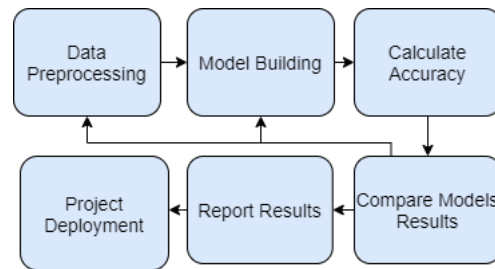 Data
Preprocessing
Model Building
Calculate
Accuracy
Project
Deployment
Report Results
Compare Models
Results